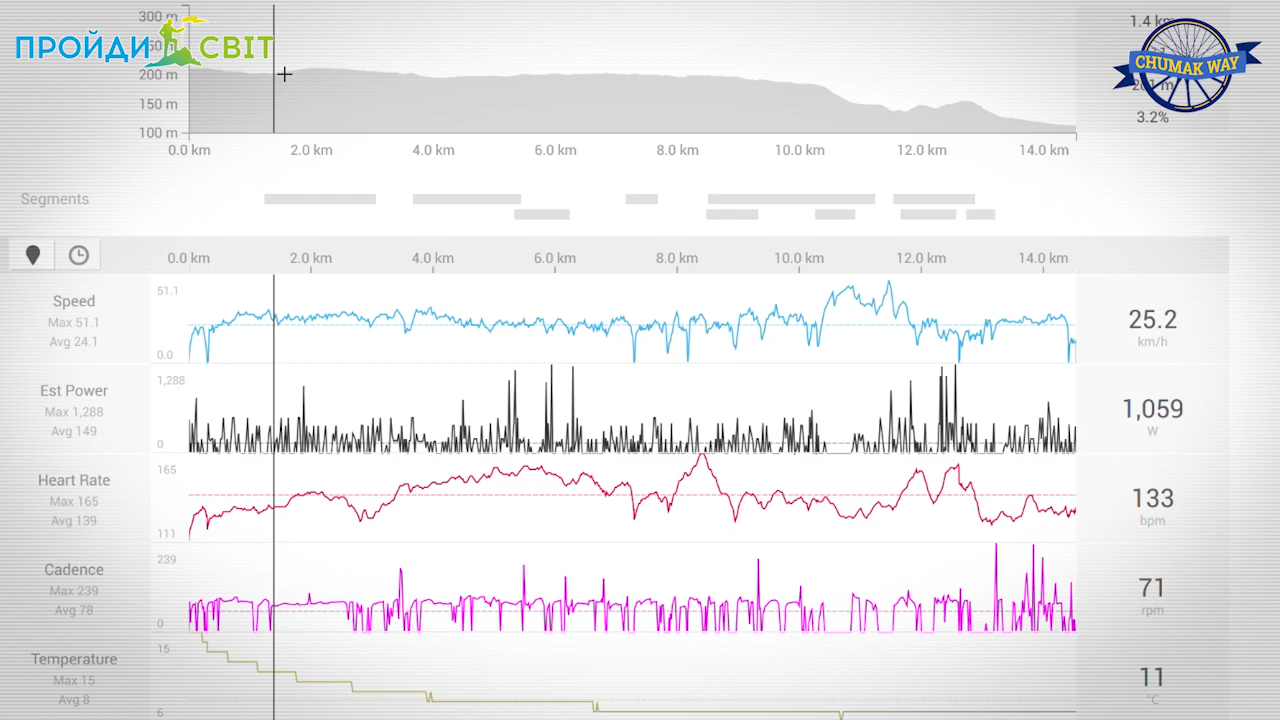 300 m
ПРОЙДИ СВІТ
200 m
150 m
100 m
1.4 km
CHUMAK WAY
201 m
3.2%
0.0 km 2.0 km 4.0 km 6.0 km 8.0 km 10.0 km 12.0 km 14.0 km
Segments
0.0 km 2.0 km 4.0 km 6.0 km 8.0 km 10.0 km 12.0 km 14.0 km
Speed
Max 51.1
Avg 24.1
51.1
0.0
25.2
km/h
Est Power
Max 1,288
Avg 149
1,288
0
1,059
W
Heart Rate
Max 165
Avg 139
165
111
133
bpm
Cadence
Max 239
Avg 78
239
0
71
rpm
Temperature
Max 15
Avg 8
15
6
11
°C